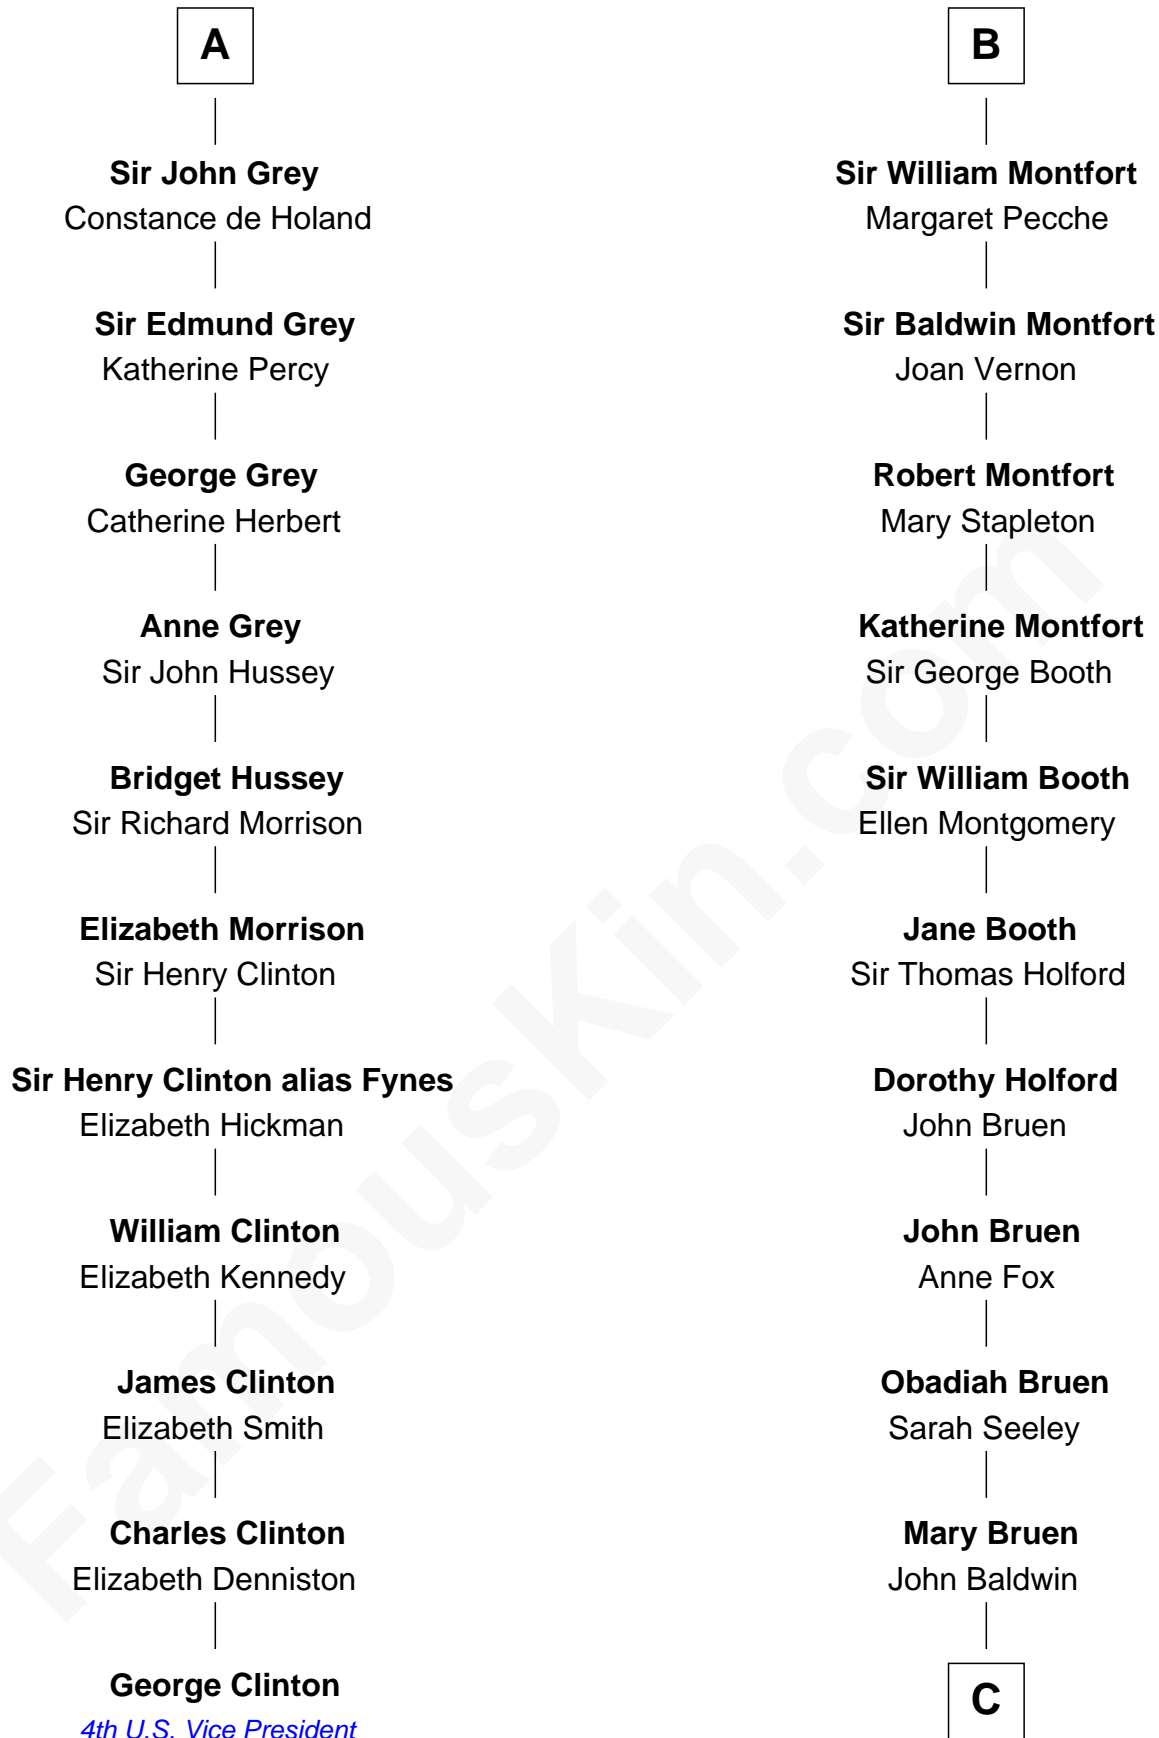 A
Sir John Grey
Constance de Holand
Sir Edmund Grey
Katherine Percy
George Grey
Catherine Herbert
Anne Grey
Sir John Hussey
Bridget Hussey
Sir Richard Morrison
Elizabeth Morrison
Sir Henry Clinton
Sir Henry Clinton alias Fynes
Elizabeth Hickman
William Clinton
Elizabeth Kennedy
James Clinton
Elizabeth Smith
Charles Clinton
Elizabeth Denniston
George Clinton
4th U.S. Vice President
B
Sir William Montfort
Margaret Pecche
Sir Baldwin Montfort
Joan Vernon
Robert Montfort
Mary Stapleton
Katherine Montfort
Sir George Booth
Sir William Booth
Ellen Montgomery
Jane Booth
Sir Thomas Holford
Dorothy Holford
John Bruen
John Bruen
Anne Fox
Obadiah Bruen
Sarah Seeley
Mary Bruen
John Baldwin
C
FamousKin.com